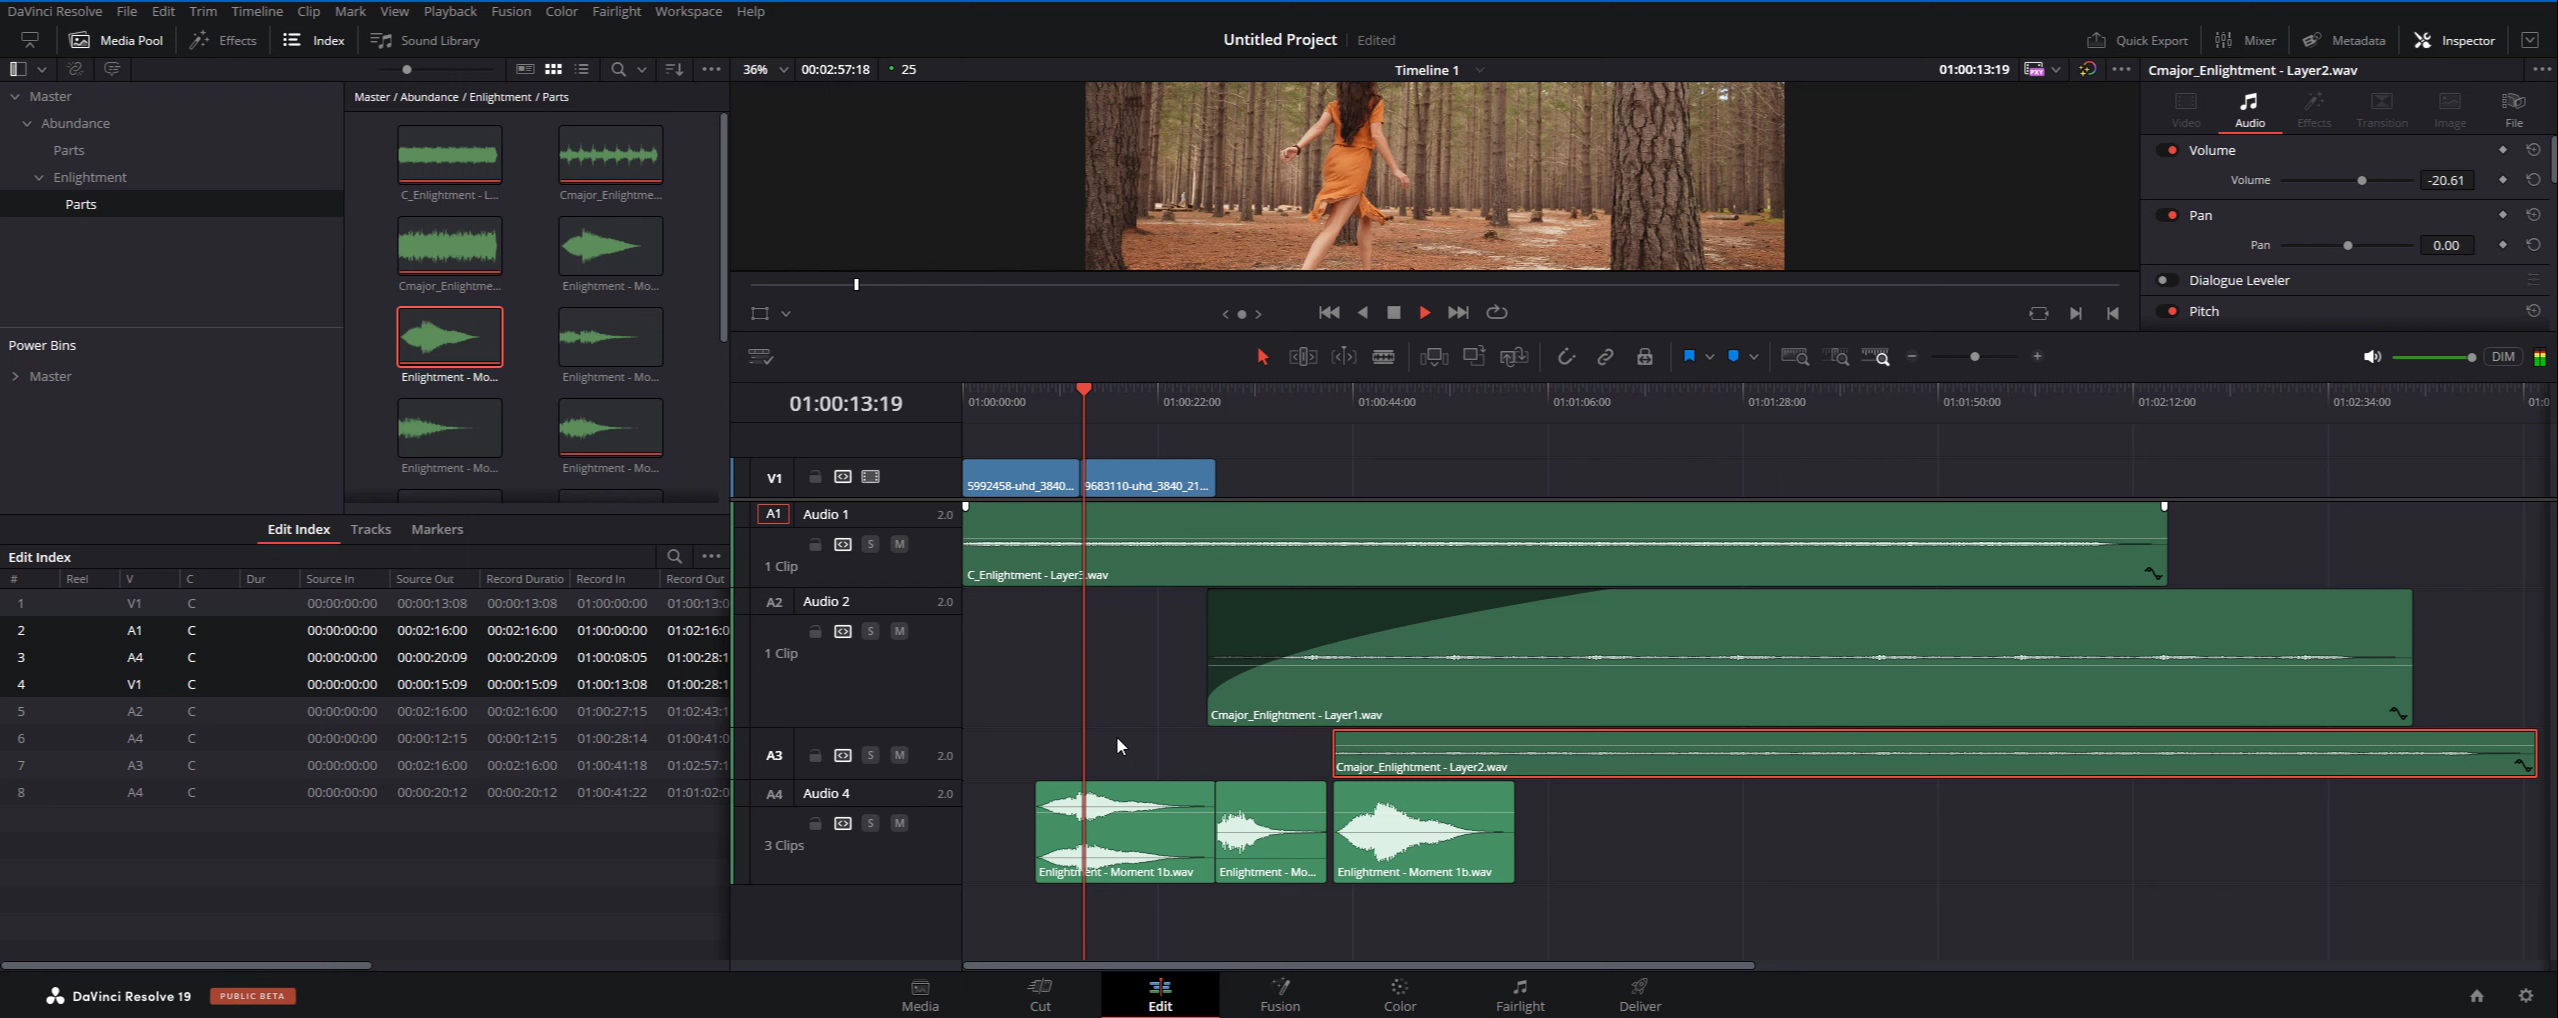 DaVinci Resolve File Edit Trim Timeline Clip Mark View Playback Fusion Color Fairlight Workspace Help
Media Pool Effects Index Sound Library Untitled Project Edited Quick Export Mixer Metadata Inspector
36% 00:02:57:18 25 Timeline 1 01:00:13:19 Cmajor_Enlightment - Layer2.wav
Master
Abundance
Parts
Enlightment
Parts
Power Bins
Master
Master / Abundance / Enlightment / Parts
C_Enlightment - L... Cmajor_Enlightme...
Cmajor_Enlightme... Enlightment - Mo...
Enlightment - Mo... Enlightment - Mo...
Enlightment - Mo... Enlightment - Mo...
Video Audio Effects Transition Image File
Volume
Volume -20.61
Pan
Pan 0.00
Dialogue Leveler
Pitch
DIM
Edit Index Tracks Markers
Edit Index
# Reel V C Dur Source In Source Out Record Duratio Record In Record Out
1 V1 C 00:00:00:00 00:00:13:08 00:00:13:08 01:00:00:00 01:00:13:0
2 A1 C 00:00:00:00 00:02:16:00 00:02:16:00 01:00:00:00 01:02:16:0
3 A4 C 00:00:00:00 00:00:20:09 00:00:20:09 01:00:08:05 01:00:28:1
4 V1 C 00:00:00:00 00:00:15:09 00:00:15:09 01:00:13:08 01:00:28:1
5 A2 C 00:00:00:00 00:02:16:00 00:02:16:00 01:00:27:15 01:02:43:1
6 A4 C 00:00:00:00 00:00:12:15 00:00:12:15 01:00:28:14 01:00:41:0
7 A3 C 00:00:00:00 00:02:16:00 00:02:16:00 01:00:41:18 01:02:57:1
8 A4 C 00:00:00:00 00:00:20:12 00:00:20:12 01:00:41:22 01:01:02:0
01:00:13:19 01:00:00:00 01:00:22:00 01:00:44:00 01:01:06:00 01:01:28:00 01:01:50:00 01:02:12:00 01:02:34:00 01:0
V1 5992458-uhd_3840... 9683110-uhd_3840_21...
A1 Audio 1 2.0
S M
1 Clip
C_Enlightment - Layer3.wav
A2 Audio 2 2.0
S M
1 Clip
Cmajor_Enlightment - Layer1.wav
A3 S M 2.0
Cmajor_Enlightment - Layer2.wav
A4 Audio 4 2.0
S M
3 Clips
Enlightment - Moment 1b.wav Enlightment - Mo... Enlightment - Moment 1b.wav
DaVinci Resolve 19 PUBLIC BETA
Media Cut Edit Fusion Color Fairlight Deliver